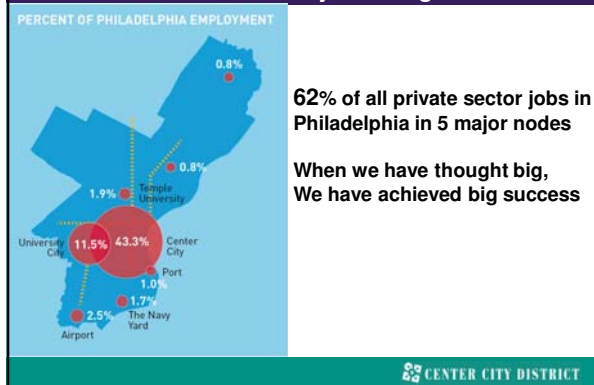 PERCENT OF PHILADELPHIA EMPLOYMENT
0.8%
0.8%
1.9%
Temple
University
University
City
11.5%
43.3%
Center
City
Port
1.0%
1.7%
The Navy
Yard
2.5%
Airport
62% of all private sector jobs in
Philadelphia in 5 major nodes
When we have thought big,
We have achieved big success
CENTER CITY DISTRICT